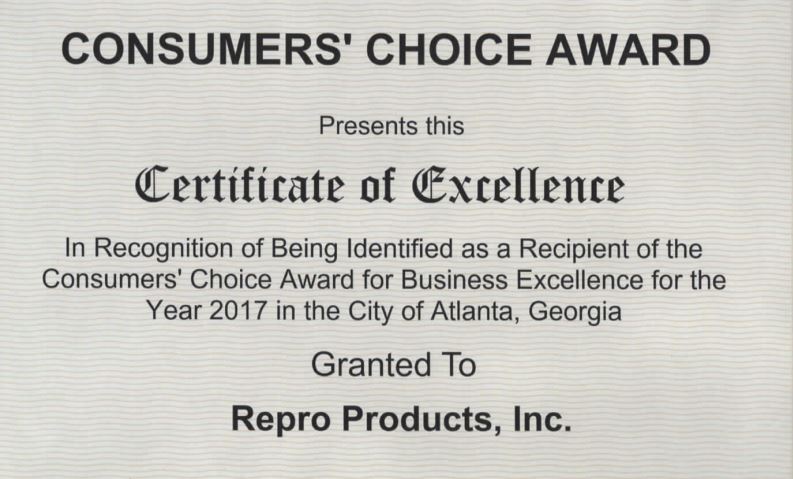 CONSUMERS' CHOICE AWARD
Presents this
Certificate of Excellence
In Recognition of Being Identified as a Recipient of the
Consumers' Choice Award for Business Excellence for the
Year 2017 in the City of Atlanta, Georgia
Granted To
Repro Products, Inc.